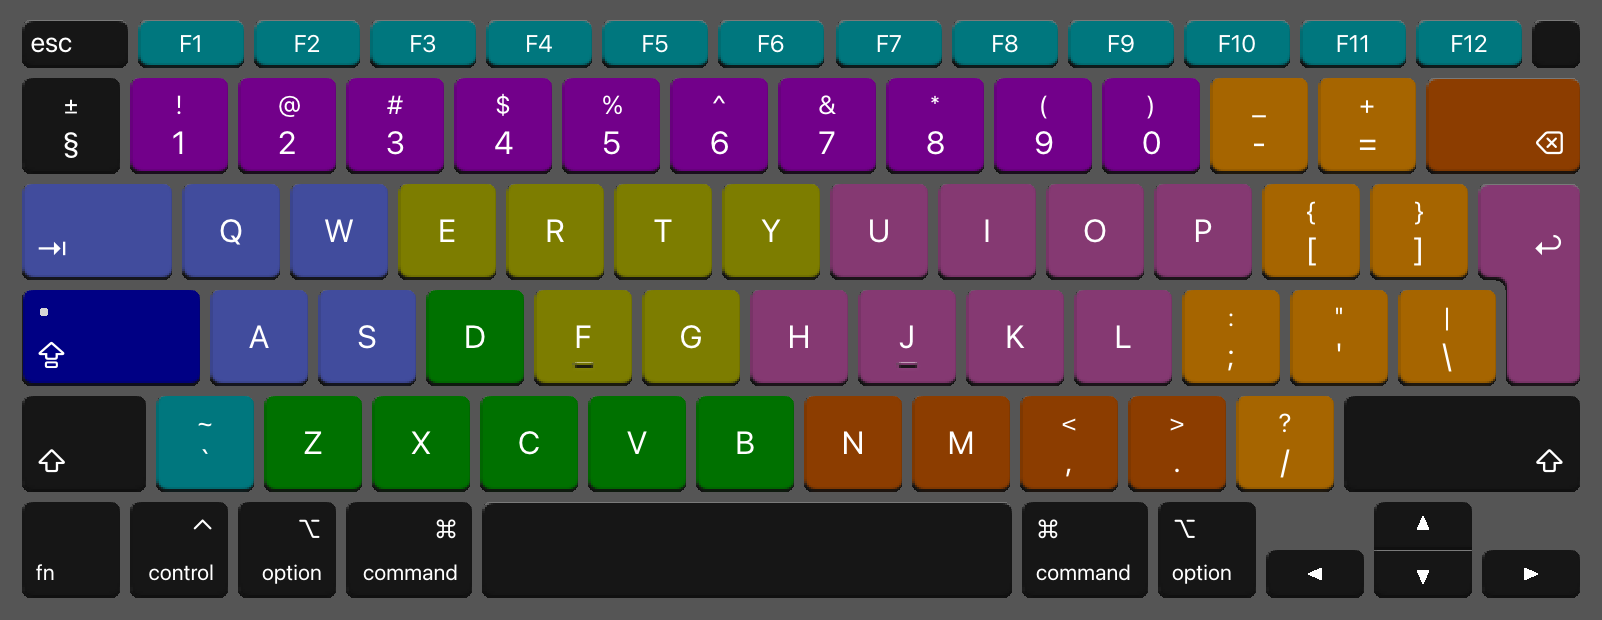 esc F1 F2 F3 F4 F5 F6 F7 F8 F9 F10 F11 F12
± ! @ # $ % ^ & * ( ) _ +
§ 1 2 3 4 5 6 7 8 9 0 - =
Q W E R T Y U I O P { }
[ ]
A S D F G H J K L : " |
; ' \
~ < > ?
` Z X C V B N M , . /
^ ⌥ ⌘ ⌘ ⌥
fn control option command command option